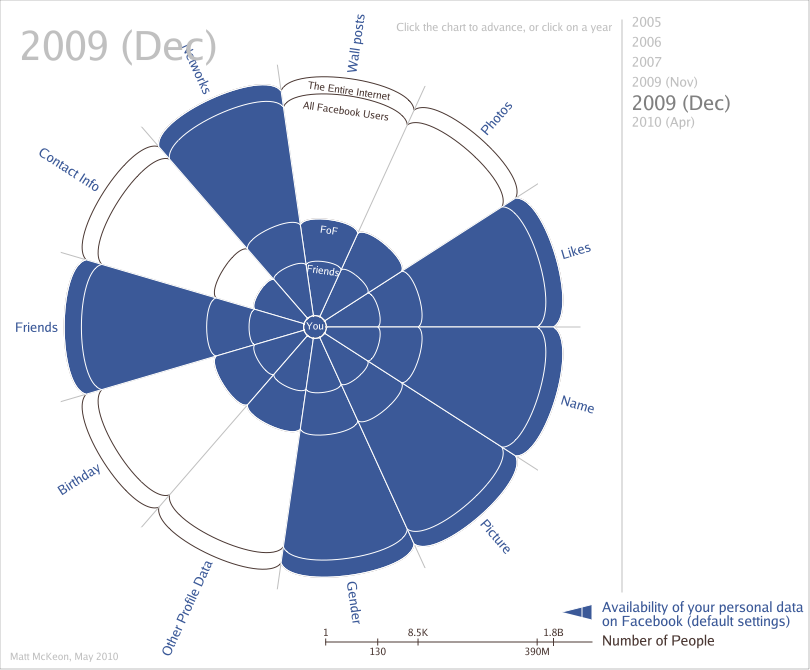 2009 (Dec)
Click the chart to advance, or click on a year
2005
2006
2007
2009 (Nov)
2009 (Dec)
2010 (Apr)
Networks
Wall posts
Photos
Likes
Name
Picture
Gender
Other Profile Data
Birthday
Friends
Contact Info
The Entire Internet
All Facebook Users
FoF
Friends
You
Availability of your personal data
on Facebook (default settings)
1
8.5K
1.8B
Number of People
130
390M
Matt McKeon, May 2010